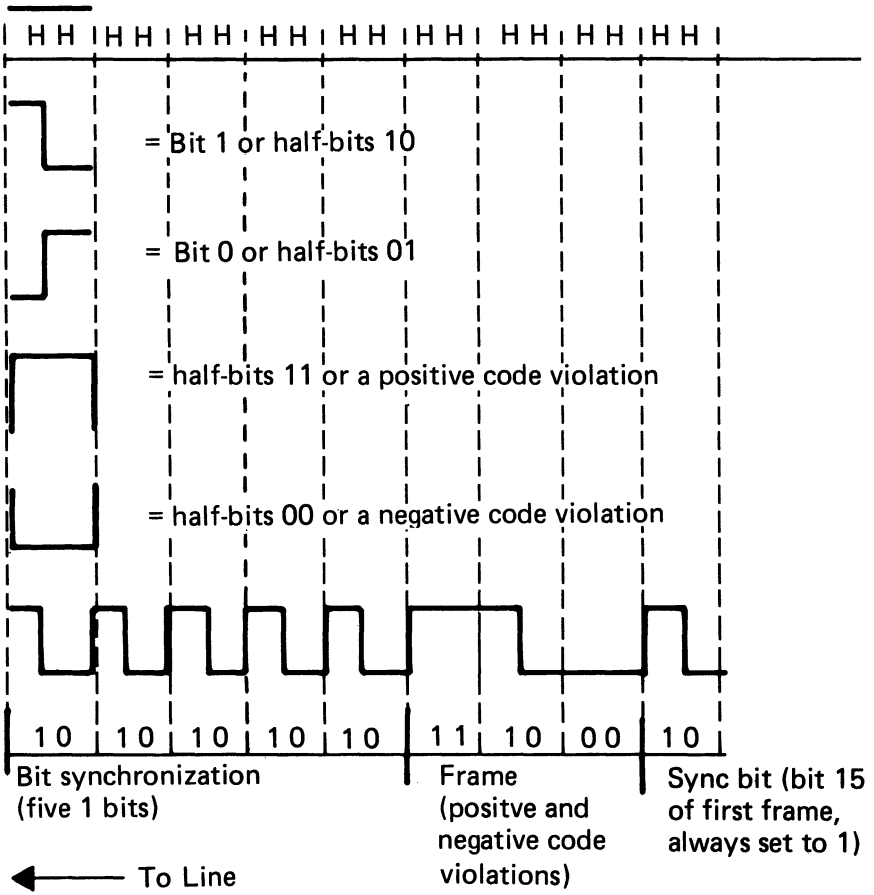 H H H H H H H H H H H H H H H H H H
= Bit 1 or half-bits 10
= Bit 0 or half-bits 01
= half-bits 11 or a positive code violation
= half-bits 00 or a negative code violation
1 0 1 0 1 0 1 0 1 0 1 1 1 0 0 0 1 0
Bit synchronization
(five 1 bits)
Frame
(positve and
negative code
violations)
Sync bit (bit 15
of first frame,
always set to 1)
To Line